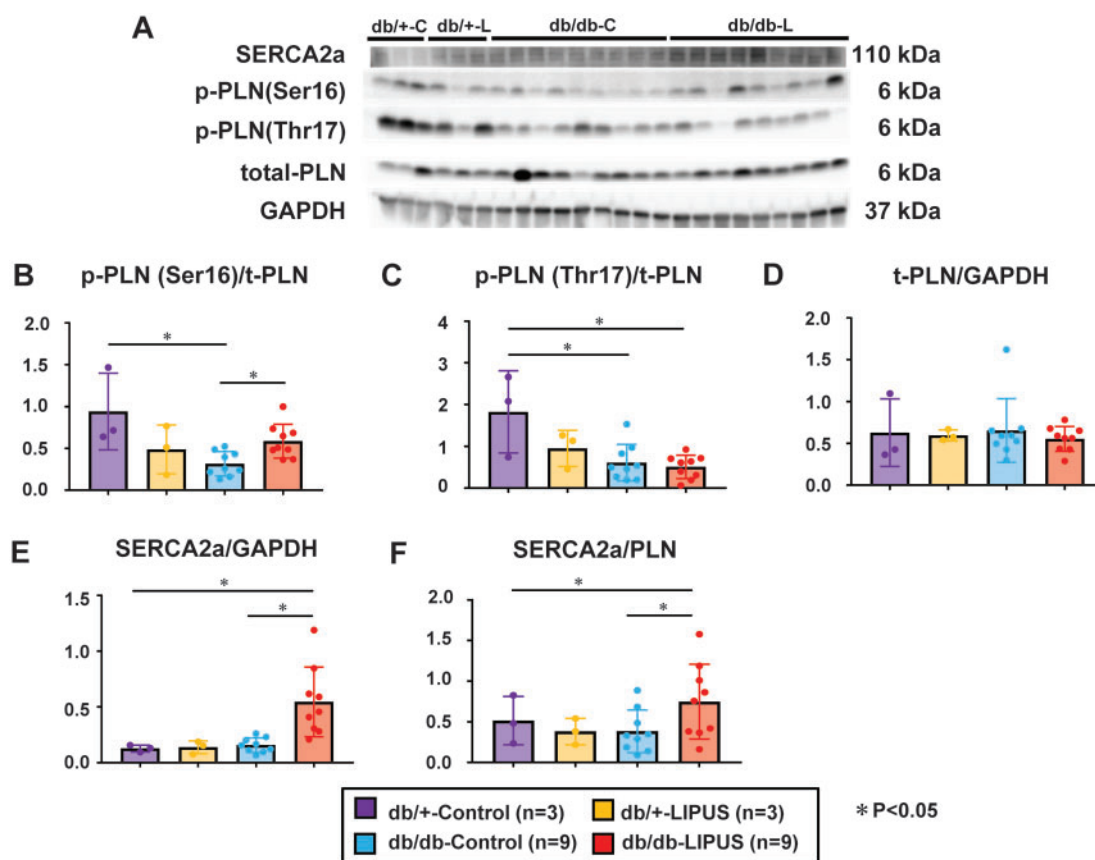 A
db/+-C db/+-L db/db-C db/db-L
SERCA2a 110 kDa
p-PLN(Ser16) 6 kDa
p-PLN(Thr17) 6 kDa
total-PLN 6 kDa
GAPDH 37 kDa
B p-PLN (Ser16)/t-PLN
2.0
1.5
1.0
0.5
0.0
*
*
C p-PLN (Thr17)/t-PLN
4
3
2
1
0
*
*
D t-PLN/GAPDH
2.0
1.5
1.0
0.5
0.0
E SERCA2a/GAPDH
1.5
1.0
0.5
0.0
*
*
F SERCA2a/PLN
2.0
1.5
1.0
0.5
0.0
*
*
db/+-Control (n=3) db/+-LIPUS (n=3)
db/db-Control (n=9) db/db-LIPUS (n=9)
*P<0.05